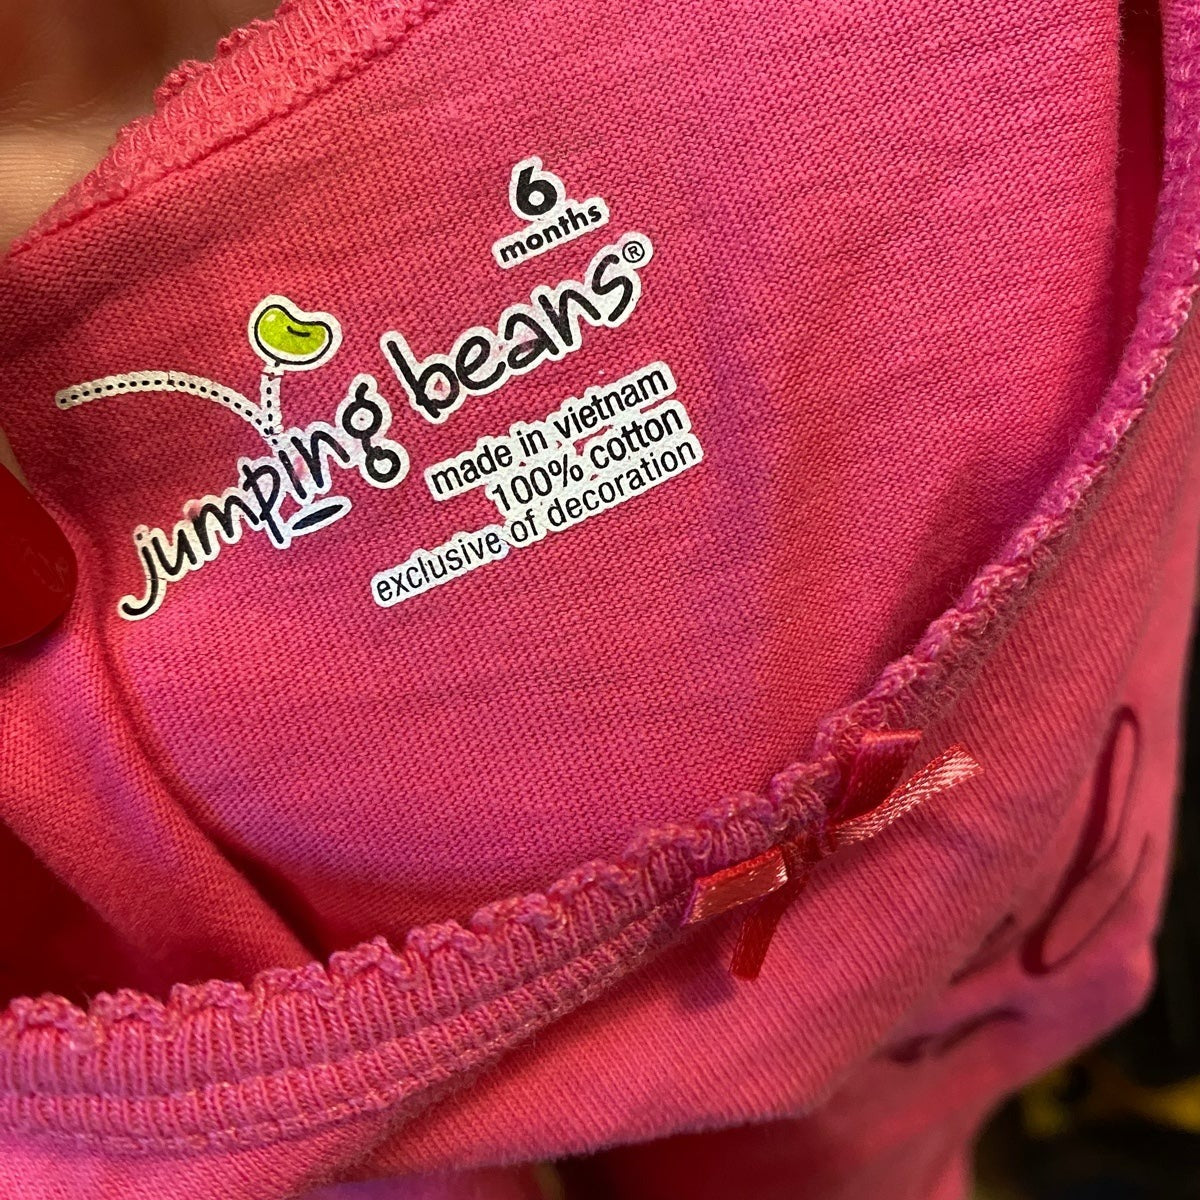 6
months
jumping beans®
made in vietnam
100% cotton
exclusive of decoration